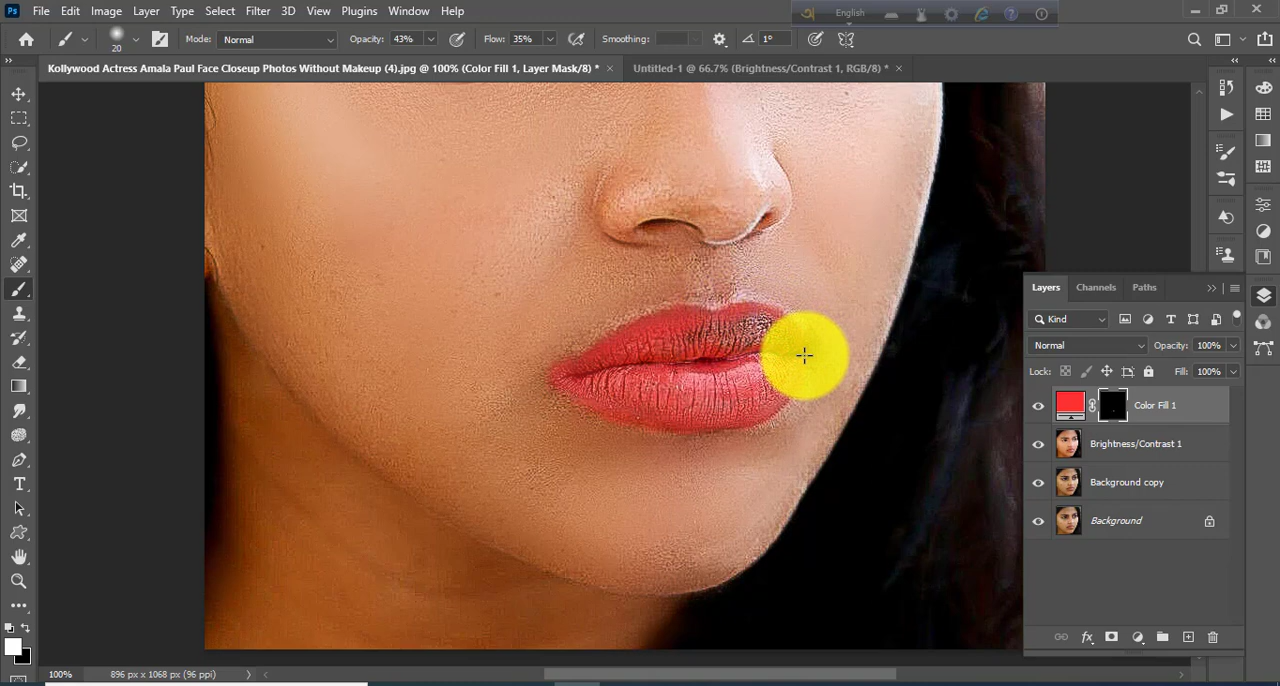 Ps File Edit Image Layer Type Select Filter 3D View Plugins Window Help
English
20 Mode: Normal Opacity: 43% Flow: 35% Smoothing: 1°
Kollywood Actress Amala Paul Face Closeup Photos Without Makeup (4).jpg @ 100% (Color Fill 1, Layer Mask/8) * × Untitled-1 @ 66.7% (Brightness/Contrast 1, RGB/8) * ×
Layers Channels Paths
Kind
Normal Opacity: 100%
Lock: Fill: 100%
Color Fill 1
Brightness/Contrast 1
Background copy
Background
fx
100% 896 px x 1068 px (96 ppi)